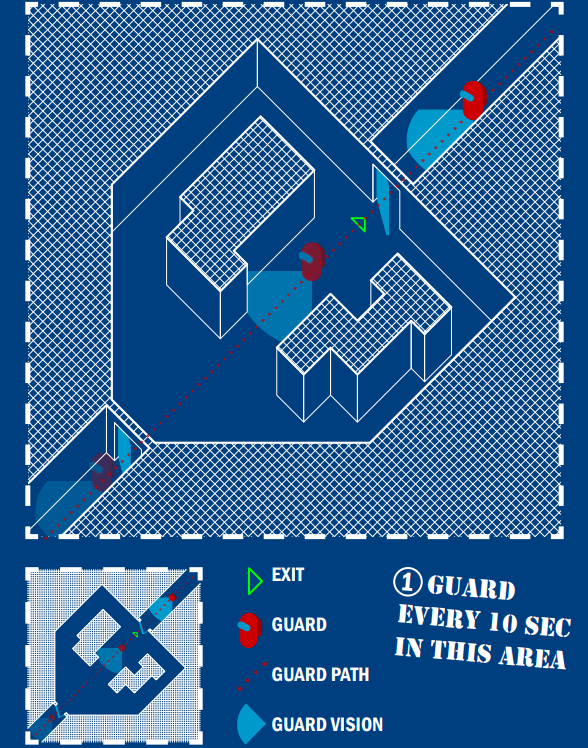 EXIT
GUARD
GUARD PATH
GUARD VISION
1 GUARD
EVERY 10 SEC
IN THIS AREA